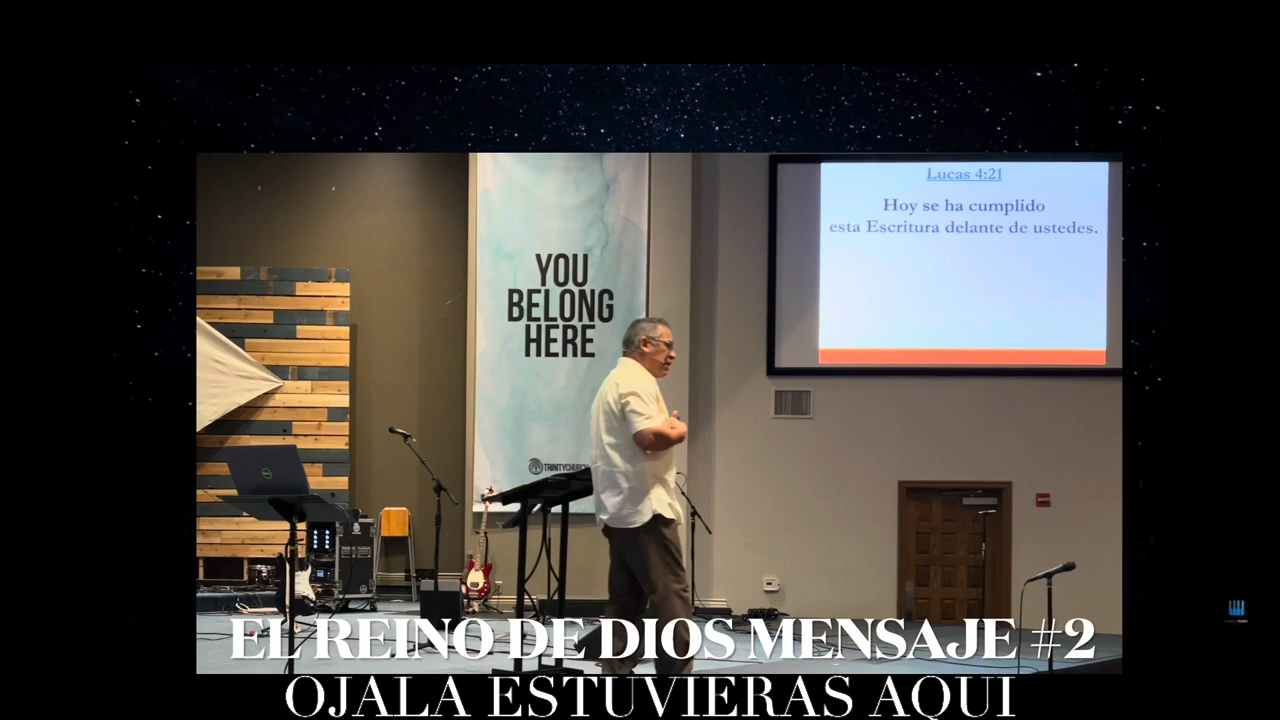 Lucas 4:21
Hoy se ha cumplido
esta Escritura delante de ustedes.
YOU
BELONG
HERE
TRINITYCHURCH
DELL
EL REINO DE DIOS MENSAJE #2
OJALA ESTUVIERAS AQUI